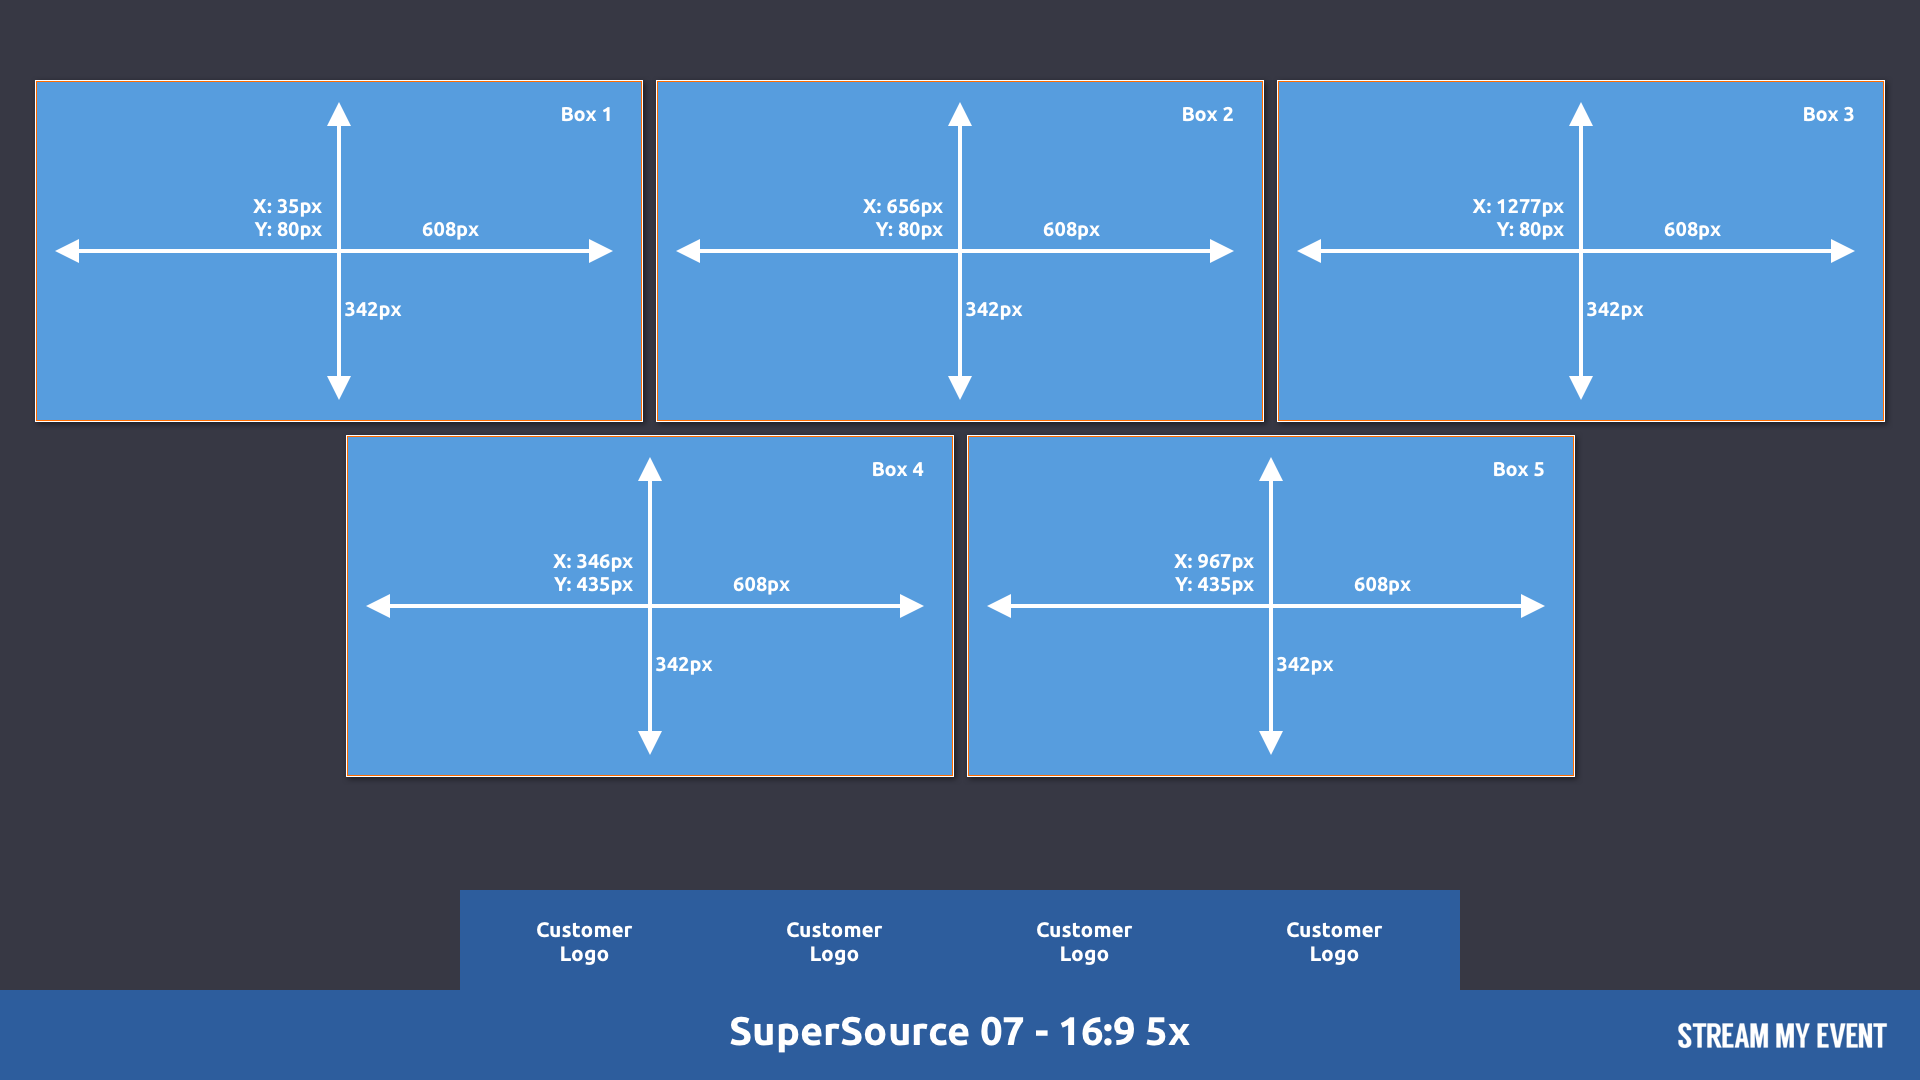 Box 1
X: 35px
Y: 80px
608px
342px
Box 2
X: 656px
Y: 80px
608px
342px
Box 3
X: 1277px
Y: 80px
608px
342px
Box 4
X: 346px
Y: 435px
608px
342px
Box 5
X: 967px
Y: 435px
608px
342px
Customer
Logo
Customer
Logo
Customer
Logo
Customer
Logo
SuperSource 07 - 16:9 5x
STREAM MY EVENT